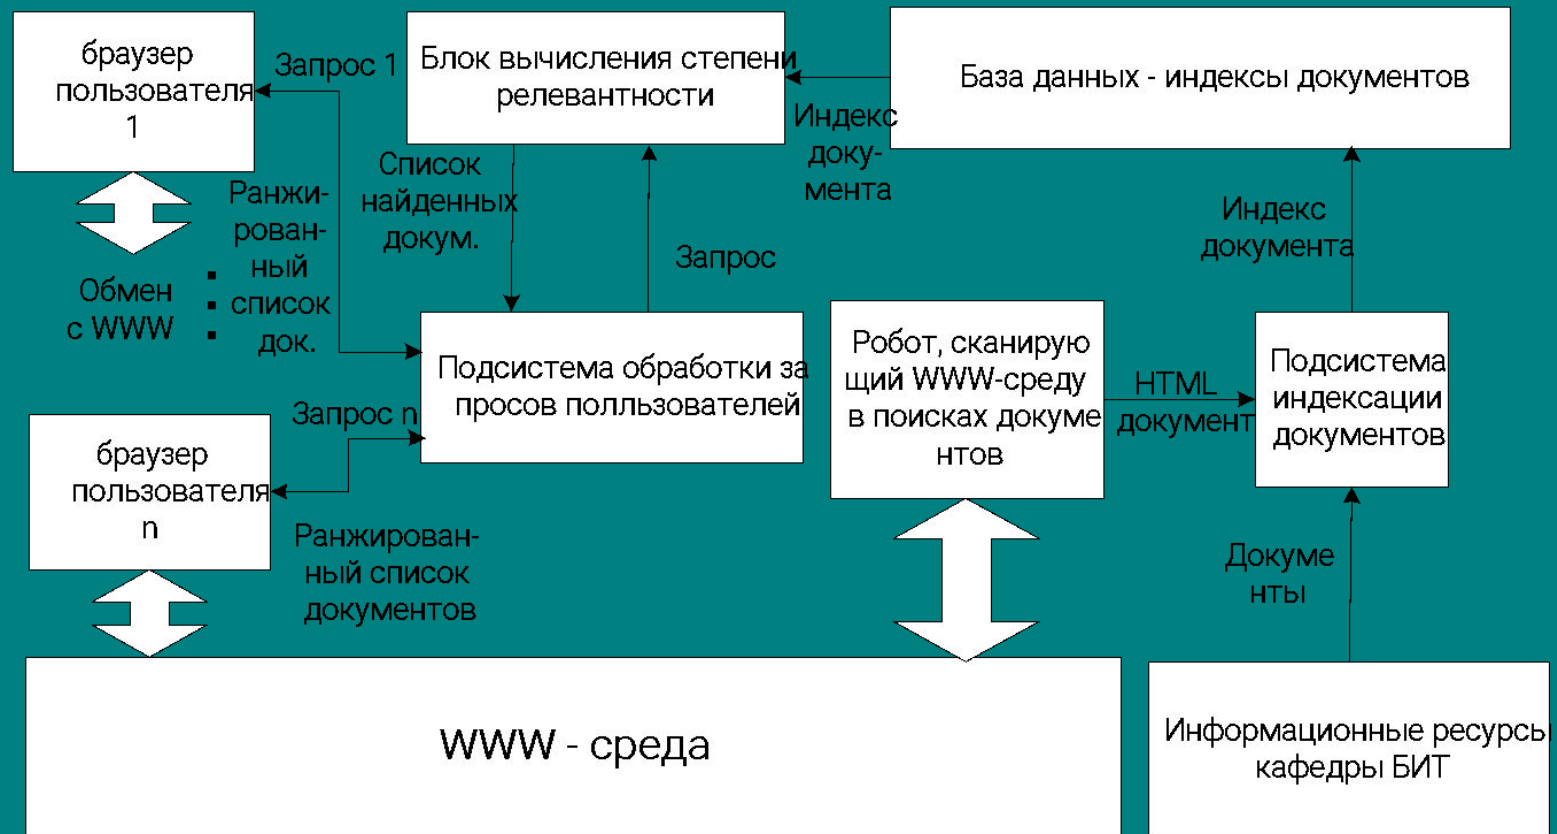 браузер
пользователя
1
Запрос 1
Блок вычисления степени
релевантности
База данных - индексы документов
Индекс
доку-
мента
Список
найденных
докум.
Ранжи-
рован-
ный
список
док.
Обмен
с WWW
Запрос
Индекс
документа
Подсистема обработки за
просов полльзователей
Робот, сканирую
щий WWW-среду
в поисках докуме
нтов
HTML
документ
Подсистема
индексации
документов
Запрос n
браузер
пользователя
n
Ранжирован-
ный список
документов
Докуме
нты
WWW - среда
Информационные ресурсы
кафедры БИТ